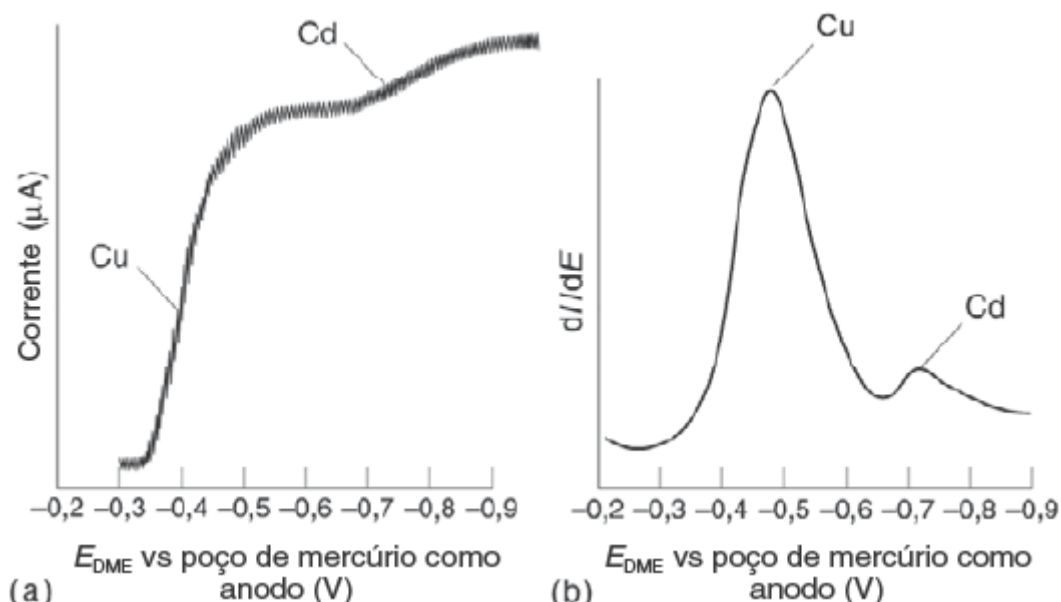 Cd
Cu
Corrente (µA)
–0,2 –0,3 –0,4 –0,5 –0,6 –0,7 –0,8 –0,9
E_DME vs poço de mercúrio como
anodo (V)
(a)
Cu
Cd
dI/dE
–0,2 –0,3 –0,4 –0,5 –0,6 –0,7 –0,8 –0,9
E_DME vs poço de mercúrio como
anodo (V)
(b)